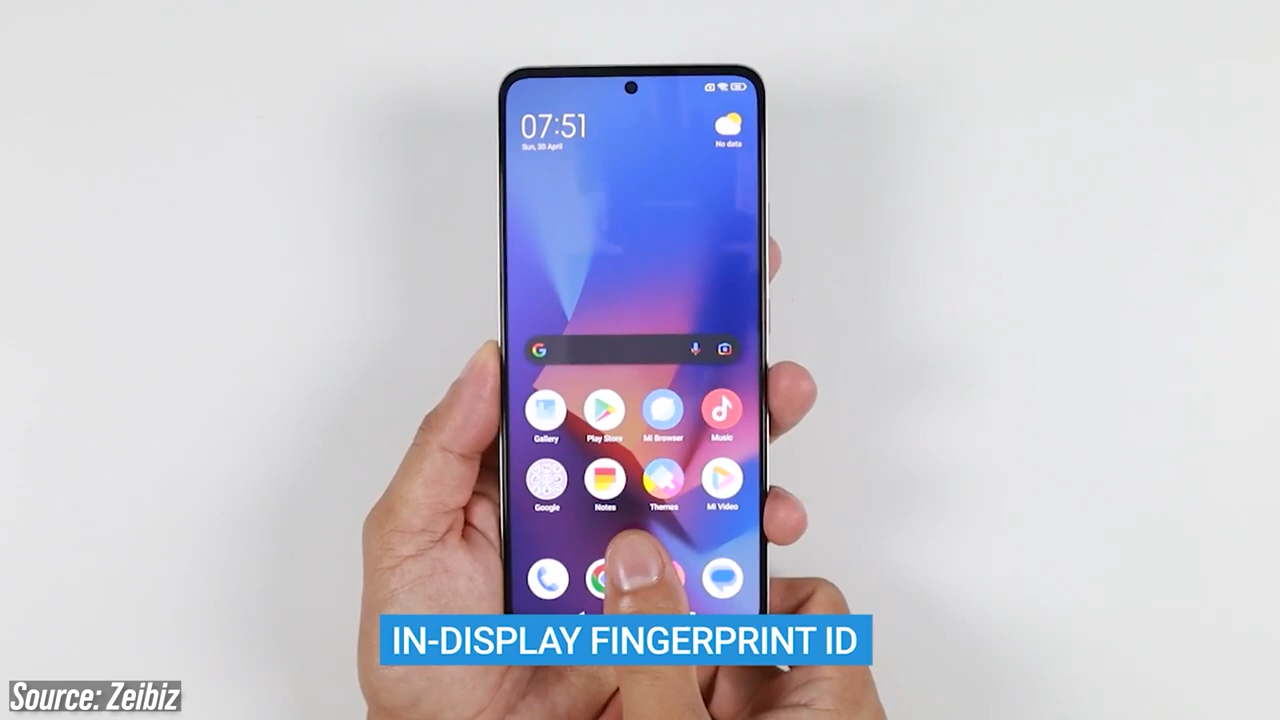 07:51
Sun, 30 April
No data
Gallery
Play Store
Mi Browser
Music
Google
Notes
Themes
Mi Video
IN-DISPLAY FINGERPRINT ID
Source: Zeibiz